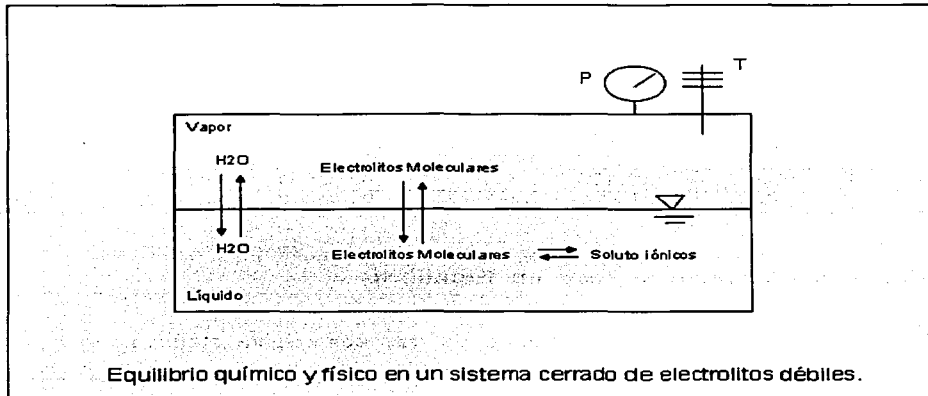 P T
Vapor
H2O
Electrolitos Moleculares
H2O
Electrolitos Moleculares Soluto iónicos
Líquido
Equilibrio químico y físico en un sistema cerrado de electrolitos débiles.